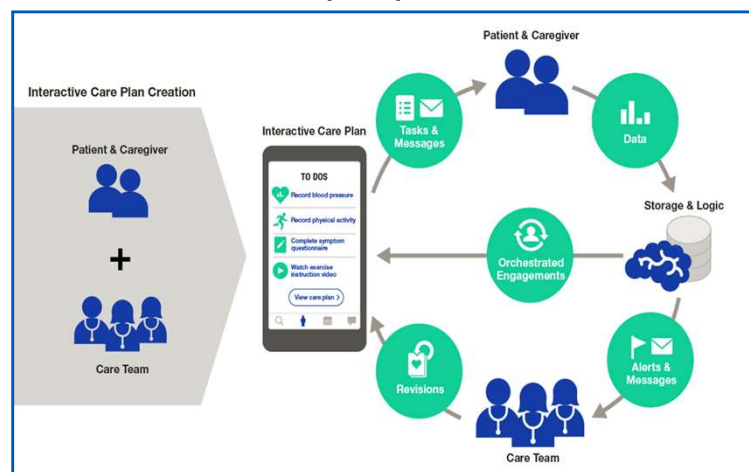 Interactive Care Plan Creation
Patient & Caregiver
+
Care Team
Interactive Care Plan
TO DOS
Record blood pressure
Record physical activity
Complete symptom
questionnaire
Watch exercise
instruction video
View care plan >
Tasks &
Messages
Patient & Caregiver
Data
Storage & Logic
Orchestrated
Engagements
Alerts &
Messages
Care Team
Revisions